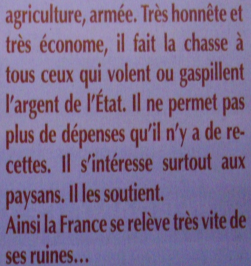 agriculture, armée. Très honnête et
très économe, il fait la chasse à
tous ceux qui volent ou gaspillent
l'argent de l'État. Il ne permet pas
plus de dépenses qu'il n'y a de re-
cettes. Il s'intéresse surtout aux
paysans. Il les soutient.
Ainsi la France se relève très vite de
ses ruines...